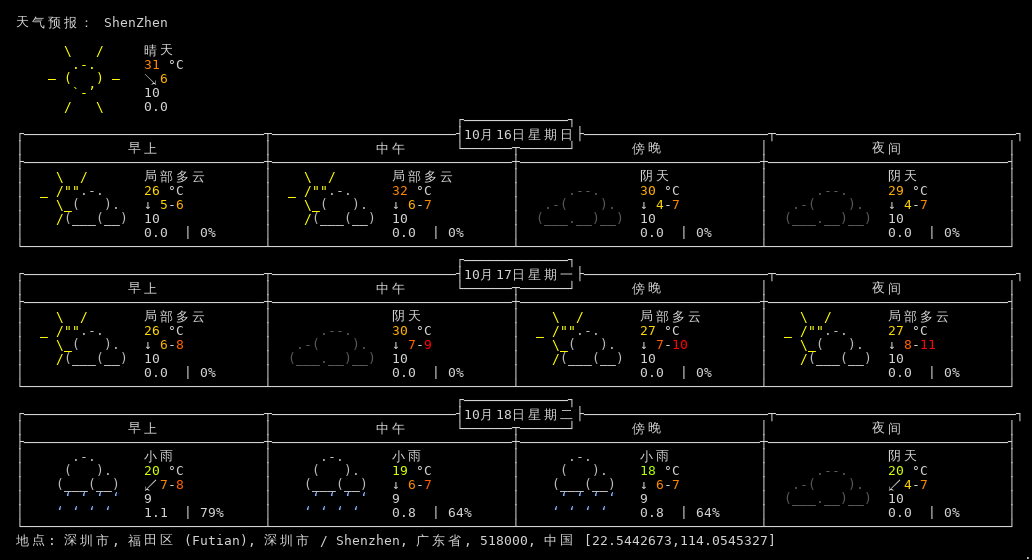 天气预报: ShenZhen
晴天
31 °C
↘6
10
0.0
10月16日星期日
早上 中午 傍晚 夜间
局部多云 局部多云 阴天 阴天
26 °C 32 °C 30 °C 29 °C
↓ 5-6 ↓ 6-7 ↓ 4-7 ↓ 4-7
10 10 10 10
0.0 | 0% 0.0 | 0% 0.0 | 0% 0.0 | 0%
10月17日星期一
早上 中午 傍晚 夜间
局部多云 阴天 局部多云 局部多云
26 °C 30 °C 27 °C 27 °C
↓ 6-8 ↓ 7-9 ↓ 7-10 ↓ 8-11
10 10 10 10
0.0 | 0% 0.0 | 0% 0.0 | 0% 0.0 | 0%
10月18日星期二
早上 中午 傍晚 夜间
小雨 小雨 小雨 阴天
20 °C 19 °C 18 °C 20 °C
↙7-8 ↓ 6-7 ↓ 6-7 ↙4-7
9 9 9 10
1.1 | 79% 0.8 | 64% 0.8 | 64% 0.0 | 0%
地点: 深圳市, 福田区 (Futian), 深圳市 / Shenzhen, 广东省, 518000, 中国 [22.5442673,114.0545327]